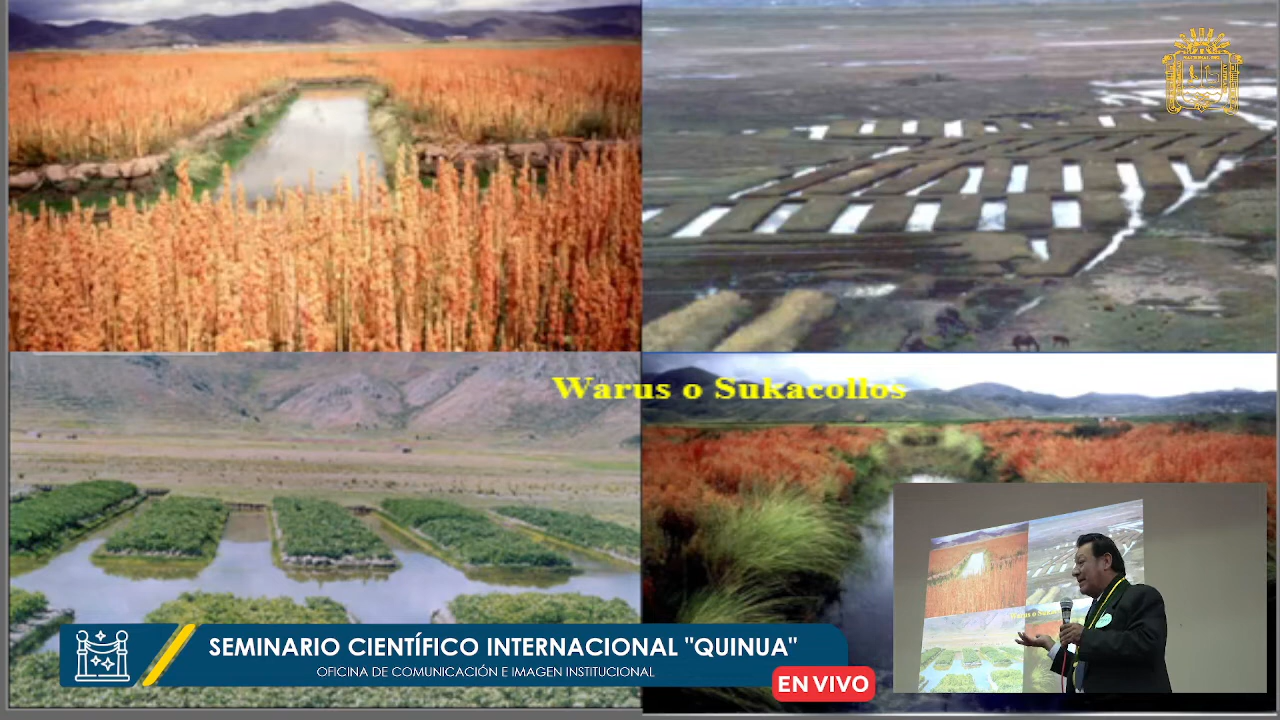 Warus o Sukacollos
SEMINARIO CIENTÍFICO INTERNACIONAL "QUINUA"
OFICINA DE COMUNICACIÓN E IMAGEN INSTITUCIONAL
EN VIVO